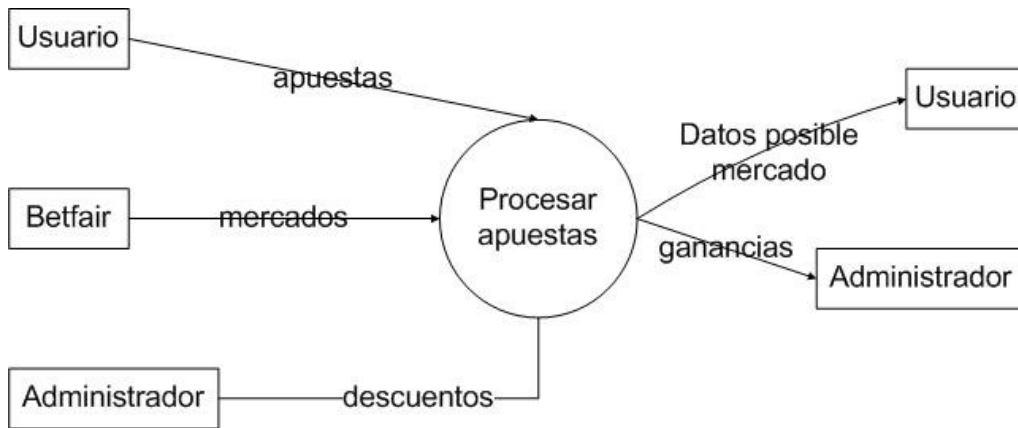 Usuario
apuestas
Usuario
Datos posible
mercado
Betfair
mercados
Procesar
apuestas
ganancias
Administrador
Administrador
descuentos